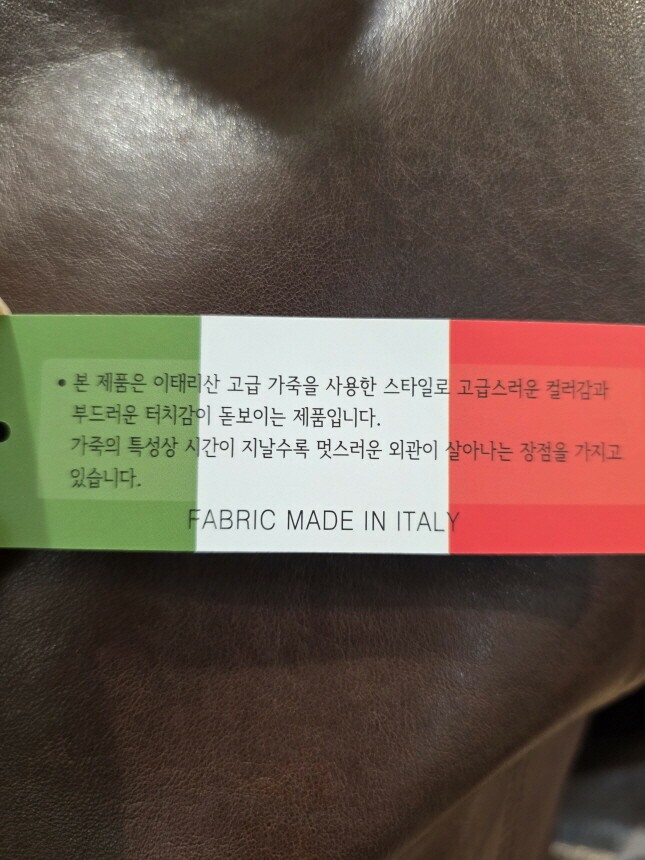 • 본 제품은 이태리산 고급 가죽을 사용한 스타일로 고급스러운 컬러감과
부드러운 터치감이 돋보이는 제품입니다.
가죽의 특성상 시간이 지날수록 멋스러운 외관이 살아나는 장점을 가지고
있습니다.
FABRIC MADE IN ITALY